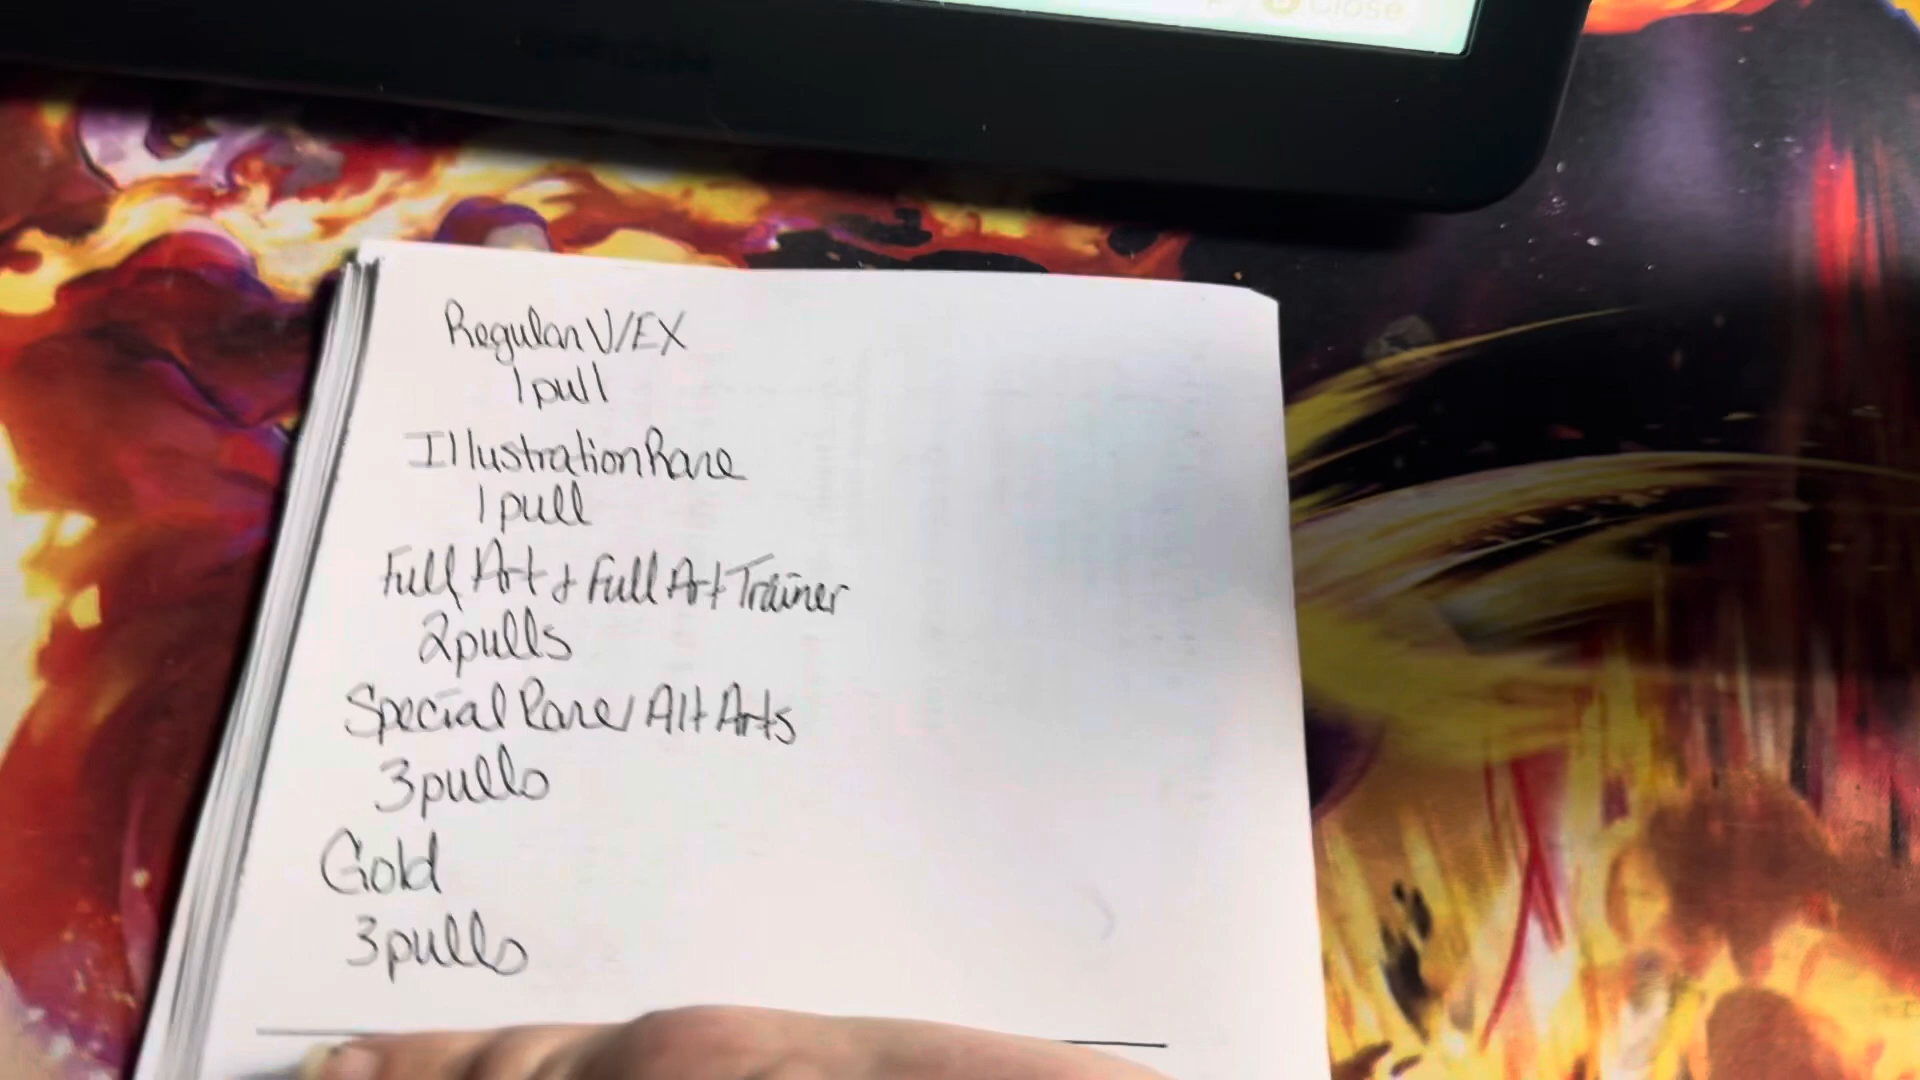 Close
Regular V/EX
1 pull
Illustration Rare
1 pull
Full Art & Full Art Trainer
2 pulls
Special Rare/Alt Arts
3 pulls
Gold
3 pulls